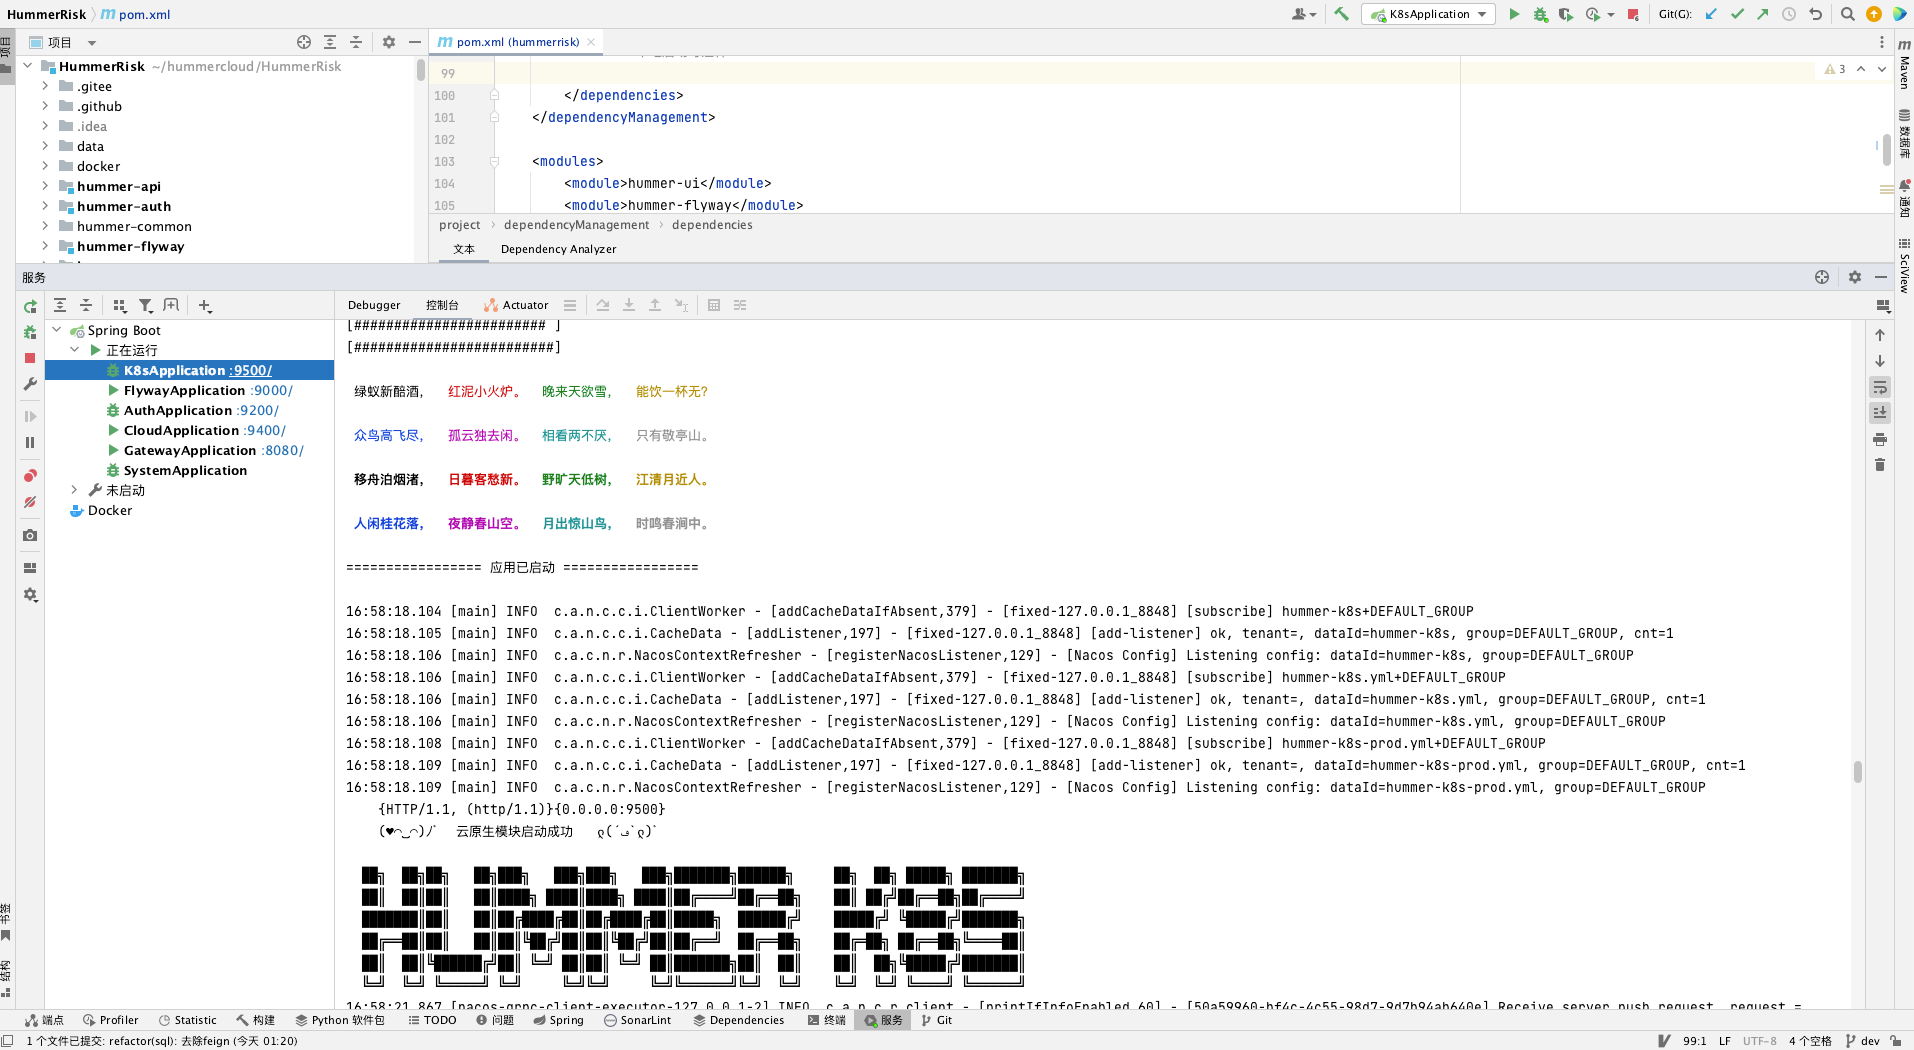 HummerRisk
pom.xml
K8sApplication
Git(G):
项目
pom.xml (hummerrisk)
HummerRisk ~/hummercloud/HummerRisk
.gitee
.github
.idea
data
docker
hummer-api
hummer-auth
hummer-common
hummer-flyway
99
100 </dependencies>
101 </dependencyManagement>
102
103 <modules>
104 <module>hummer-ui</module>
105 <module>hummer-flyway</module>
3
project dependencyManagement dependencies
文本 Dependency Analyzer
项目
Maven
数据库
通知
SciView
服务
Debugger 控制台 Actuator
Spring Boot
正在运行
K8sApplication :9500/
FlywayApplication :9000/
AuthApplication :9200/
CloudApplication :9400/
GatewayApplication :8080/
SystemApplication
未启动
Docker
[######################## ]
[#########################]
绿蚁新醅酒, 红泥小火炉。 晚来天欲雪, 能饮一杯无?
众鸟高飞尽, 孤云独去闲。 相看两不厌, 只有敬亭山。
移舟泊烟渚, 日暮客愁新。 野旷天低树, 江清月近人。
人闲桂花落, 夜静春山空。 月出惊山鸟, 时鸣春涧中。
================= 应用已启动 =================
16:58:18.104 [main] INFO  c.a.n.c.c.i.ClientWorker - [addCacheDataIfAbsent,379] - [fixed-127.0.0.1_8848] [subscribe] hummer-k8s+DEFAULT_GROUP
16:58:18.105 [main] INFO  c.a.n.c.c.i.CacheData - [addListener,197] - [fixed-127.0.0.1_8848] [add-listener] ok, tenant=, dataId=hummer-k8s, group=DEFAULT_GROUP, cnt=1
16:58:18.106 [main] INFO  c.a.c.n.r.NacosContextRefresher - [registerNacosListener,129] - [Nacos Config] Listening config: dataId=hummer-k8s, group=DEFAULT_GROUP
16:58:18.106 [main] INFO  c.a.n.c.c.i.ClientWorker - [addCacheDataIfAbsent,379] - [fixed-127.0.0.1_8848] [subscribe] hummer-k8s.yml+DEFAULT_GROUP
16:58:18.106 [main] INFO  c.a.n.c.c.i.CacheData - [addListener,197] - [fixed-127.0.0.1_8848] [add-listener] ok, tenant=, dataId=hummer-k8s.yml, group=DEFAULT_GROUP, cnt=1
16:58:18.106 [main] INFO  c.a.c.n.r.NacosContextRefresher - [registerNacosListener,129] - [Nacos Config] Listening config: dataId=hummer-k8s.yml, group=DEFAULT_GROUP
16:58:18.108 [main] INFO  c.a.n.c.c.i.ClientWorker - [addCacheDataIfAbsent,379] - [fixed-127.0.0.1_8848] [subscribe] hummer-k8s-prod.yml+DEFAULT_GROUP
16:58:18.109 [main] INFO  c.a.n.c.c.i.CacheData - [addListener,197] - [fixed-127.0.0.1_8848] [add-listener] ok, tenant=, dataId=hummer-k8s-prod.yml, group=DEFAULT_GROUP, cnt=1
16:58:18.109 [main] INFO  c.a.c.n.r.NacosContextRefresher - [registerNacosListener,129] - [Nacos Config] Listening config: dataId=hummer-k8s-prod.yml, group=DEFAULT_GROUP
{HTTP/1.1, (http/1.1)}{0.0.0.0:9500}
(♥◠‿◠)ﾉﾞ 云原生模块启动成功 ლ(´ڡ`ლ)ﾞ
HUMMER K8S
16:58:21.867 [nacos-grpc-client-executor-127.0.0.1-2] INFO  c.a.n.c.r.client - [printIfInfoEnabled,60] - [50a59960-bf4c-4c55-98d7-9d7b94ab640e] Receive server push request, request =
书签
结构
端点 Profiler Statistic 构建 Python 软件包 TODO 问题 Spring SonarLint Dependencies 终端 服务 Git
1 个文件已提交: refactor(sql): 去除feign (今天 01:20)
99:1 LF UTF-8 4 个空格 dev